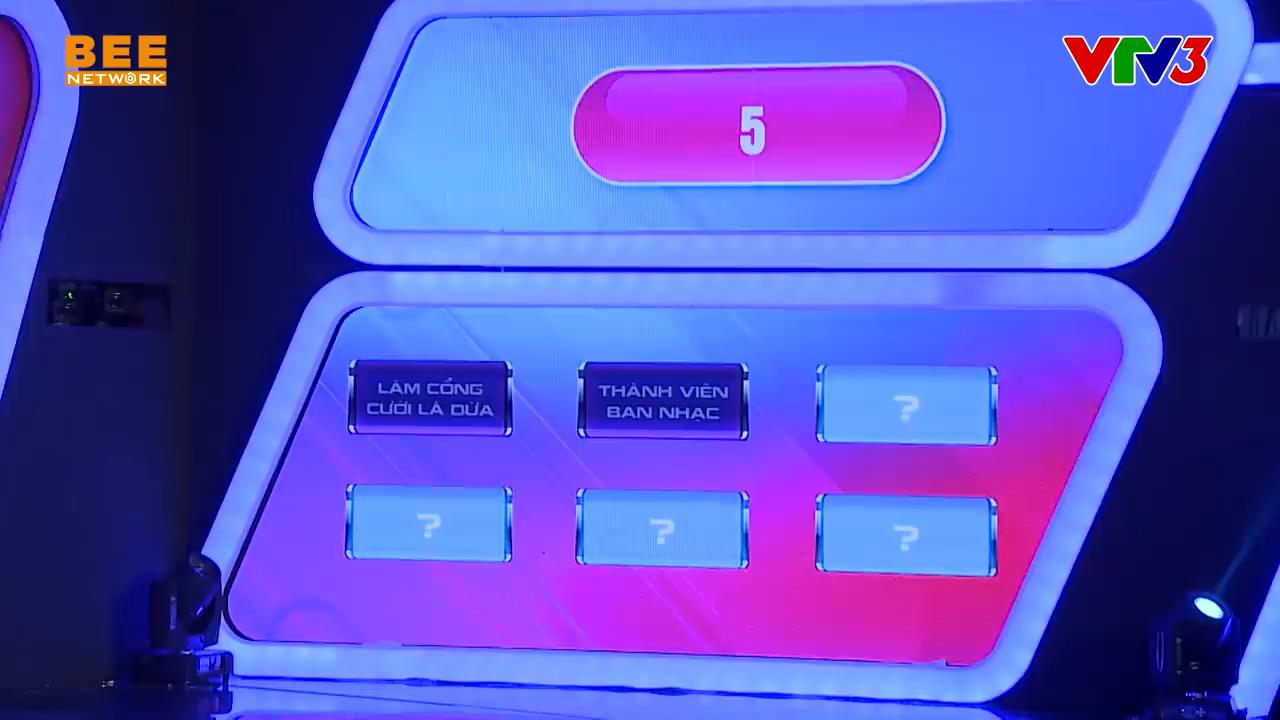 BEE
NETWORK
VTV3
5
LÀM CỔNG
CƯỚI LÁ DỪA
THÀNH VIÊN
BAN NHẠC
?
?
?
?